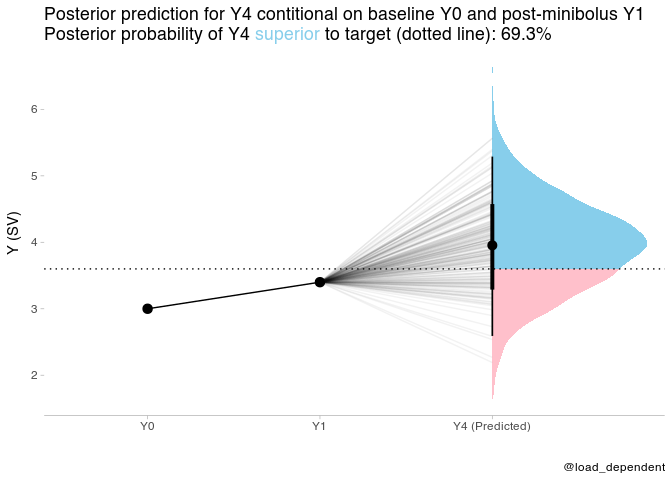 Posterior prediction for Y4 contitional on baseline Y0 and post-minibolus Y1
Posterior probability of Y4 superior to target (dotted line): 69.3%
6
5
4
3
2
Y (SV)
Y0
Y1
Y4 (Predicted)
@load_dependent